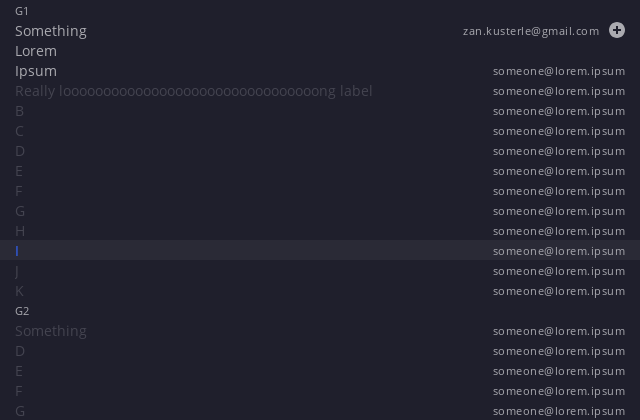 G1
Something zan.kusterle@gmail.com
Lorem
Ipsum someone@lorem.ipsum
Really looooooooooooooooooooooooooooooooong label someone@lorem.ipsum
B someone@lorem.ipsum
C someone@lorem.ipsum
D someone@lorem.ipsum
E someone@lorem.ipsum
F someone@lorem.ipsum
G someone@lorem.ipsum
H someone@lorem.ipsum
I someone@lorem.ipsum
J someone@lorem.ipsum
K someone@lorem.ipsum
G2
Something someone@lorem.ipsum
D someone@lorem.ipsum
E someone@lorem.ipsum
F someone@lorem.ipsum
G someone@lorem.ipsum